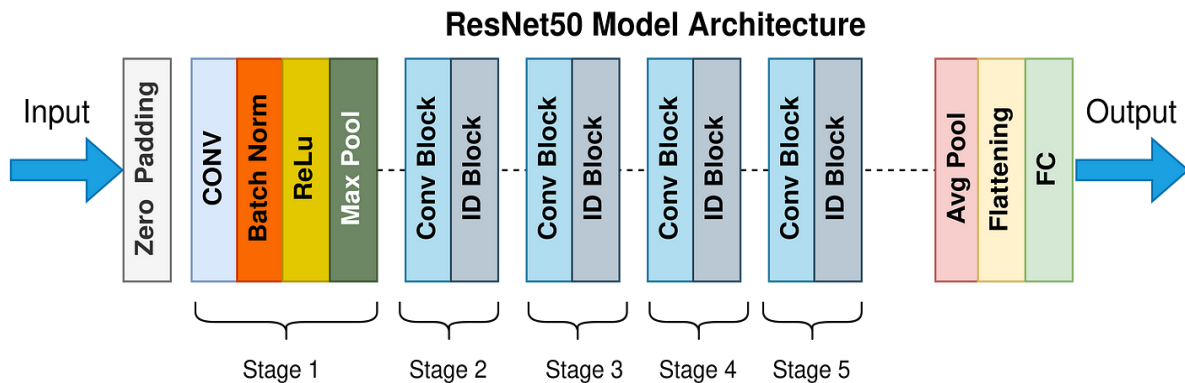 ResNet50 Model Architecture
Input
Zero Padding
CONV
Batch Norm
ReLu
Max Pool
Conv Block
ID Block
Conv Block
ID Block
Conv Block
ID Block
Conv Block
ID Block
Avg Pool
Flattening
FC
Output
Stage 1
Stage 2
Stage 3
Stage 4
Stage 5